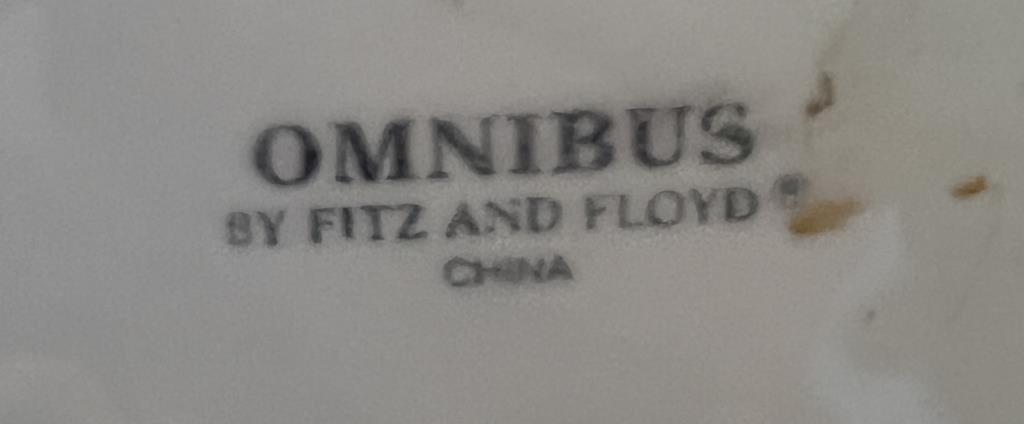 OMNIBUS
BY FITZ AND FLOYD®
CHINA